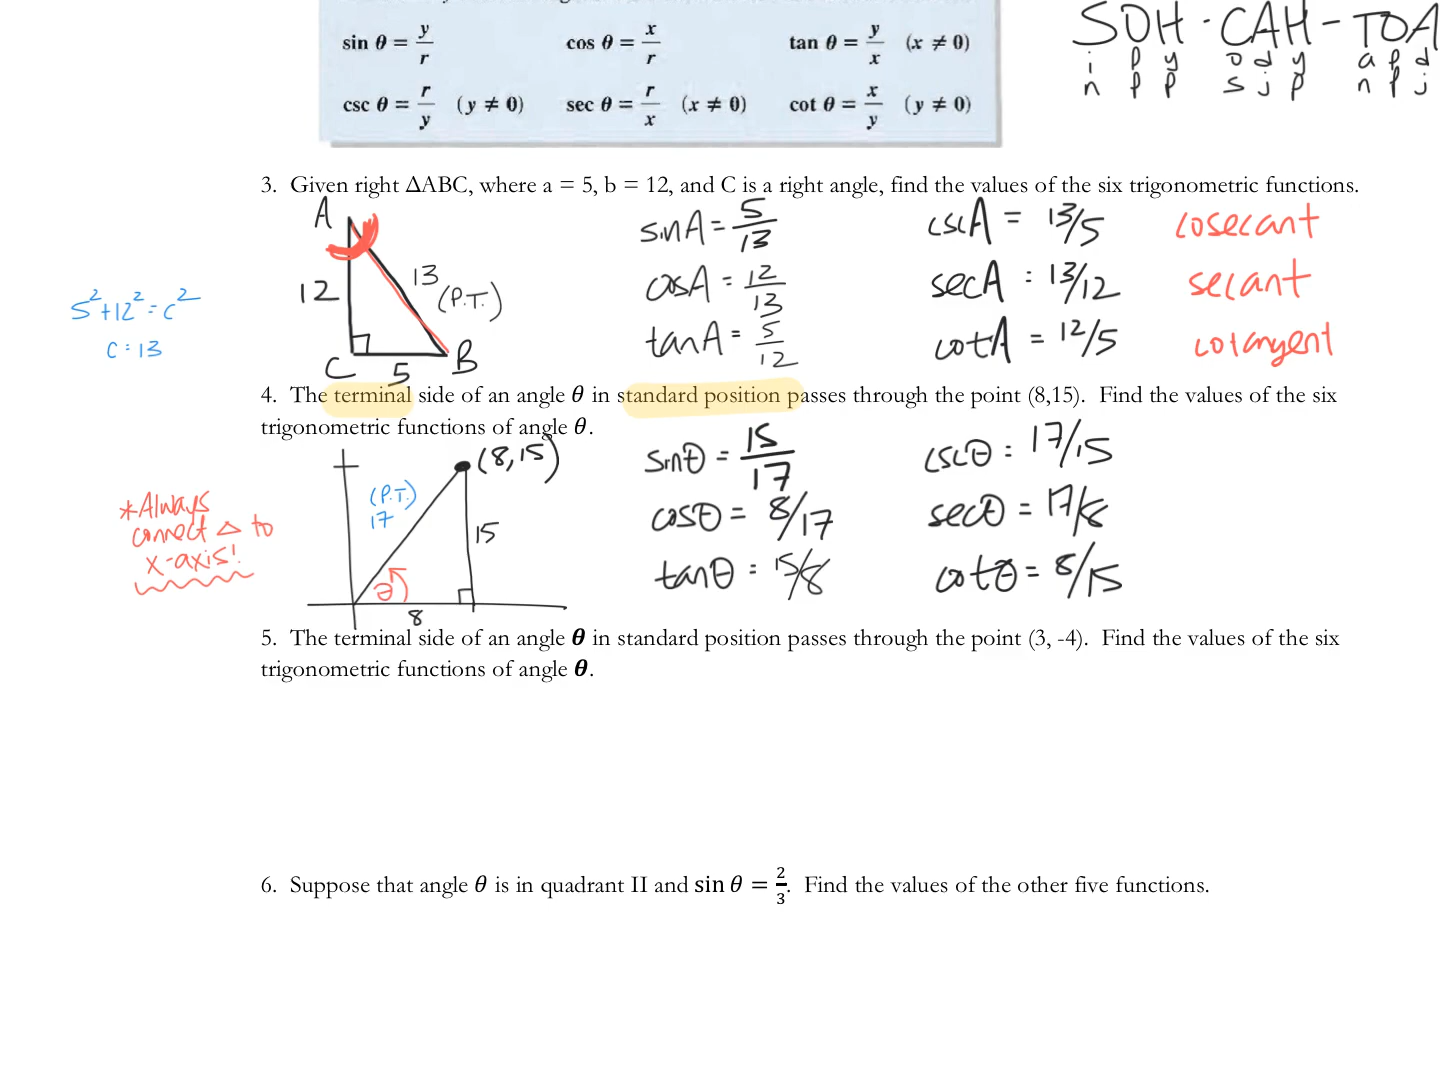 sin θ = y/r
cos θ = x/r
tan θ = y/x (x ≠ 0)
csc θ = r/y (y ≠ 0)
sec θ = r/x (x ≠ 0)
cot θ = x/y (y ≠ 0)
SOH - CAH - TOA
i p y o d y a p d
n p p s j p n p j
3. Given right ΔABC, where a = 5, b = 12, and C is a right angle, find the values of the six trigonometric functions.
A
12
13
(P.T.)
C
5
B
5² + 12² = c²
c = 13
sinA = 5/13
cosA = 12/13
tanA = 5/12
cscA = 13/5
secA = 13/12
cotA = 12/5
cosecant
secant
cotangent
4. The terminal side of an angle θ in standard position passes through the point (8,15). Find the values of the six
trigonometric functions of angle θ.
*Always
connect △ to
x-axis!
(8,15)
(P.T.)
17
15
θ
8
sinθ = 15/17
cosθ = 8/17
tanθ = 15/8
cscθ = 17/15
secθ = 17/8
cotθ = 8/15
5. The terminal side of an angle θ in standard position passes through the point (3, -4). Find the values of the six
trigonometric functions of angle θ.
6. Suppose that angle θ is in quadrant II and sin θ = 2/3. Find the values of the other five functions.